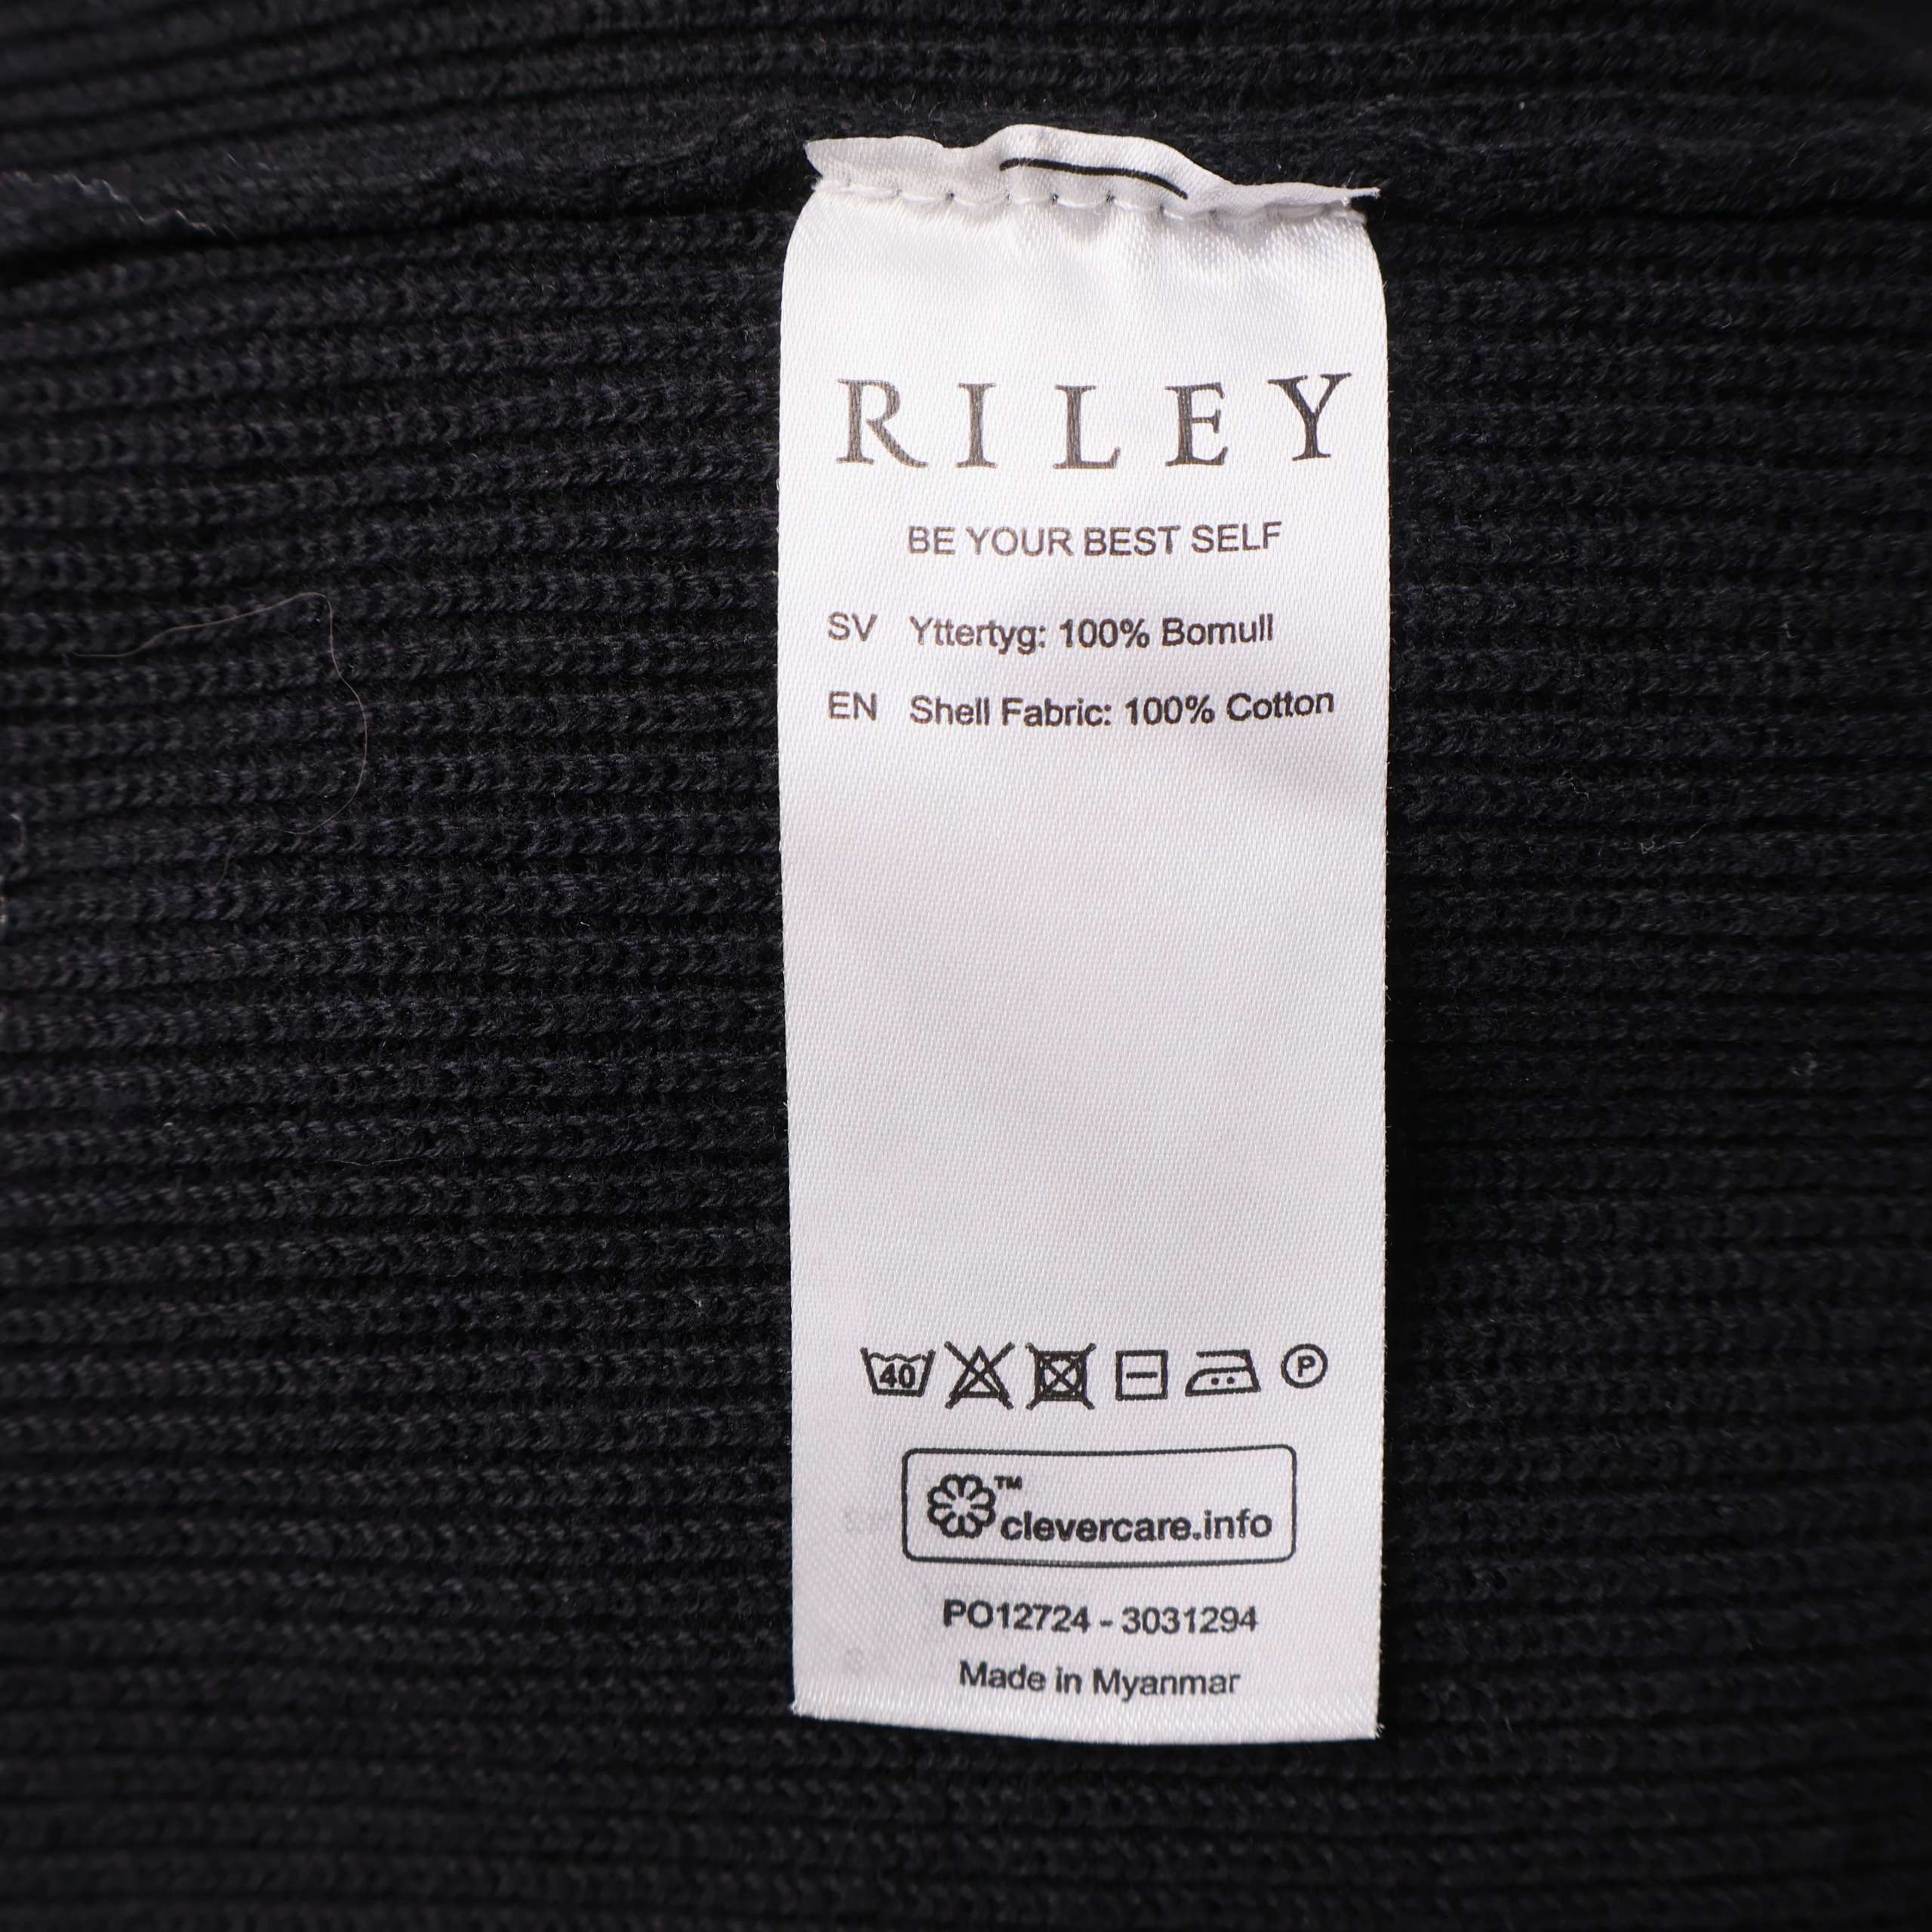 RILEY
BE YOUR BEST SELF
SV Yttertyg: 100% Bomull
EN Shell Fabric: 100% Cotton
40 P
™
clevercare.info
PO12724 - 3031294
Made in Myanmar